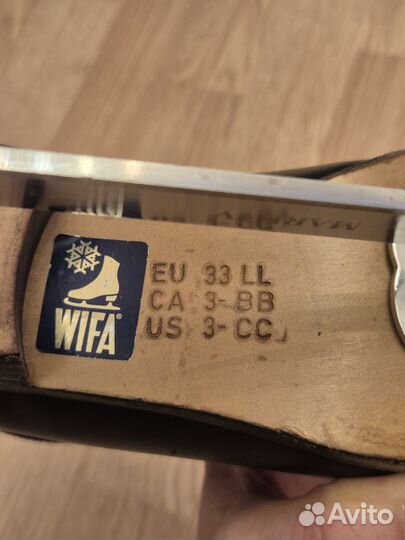 EU 33 LL
CA 3-BB
US 3-CC
WIFA®
Avito